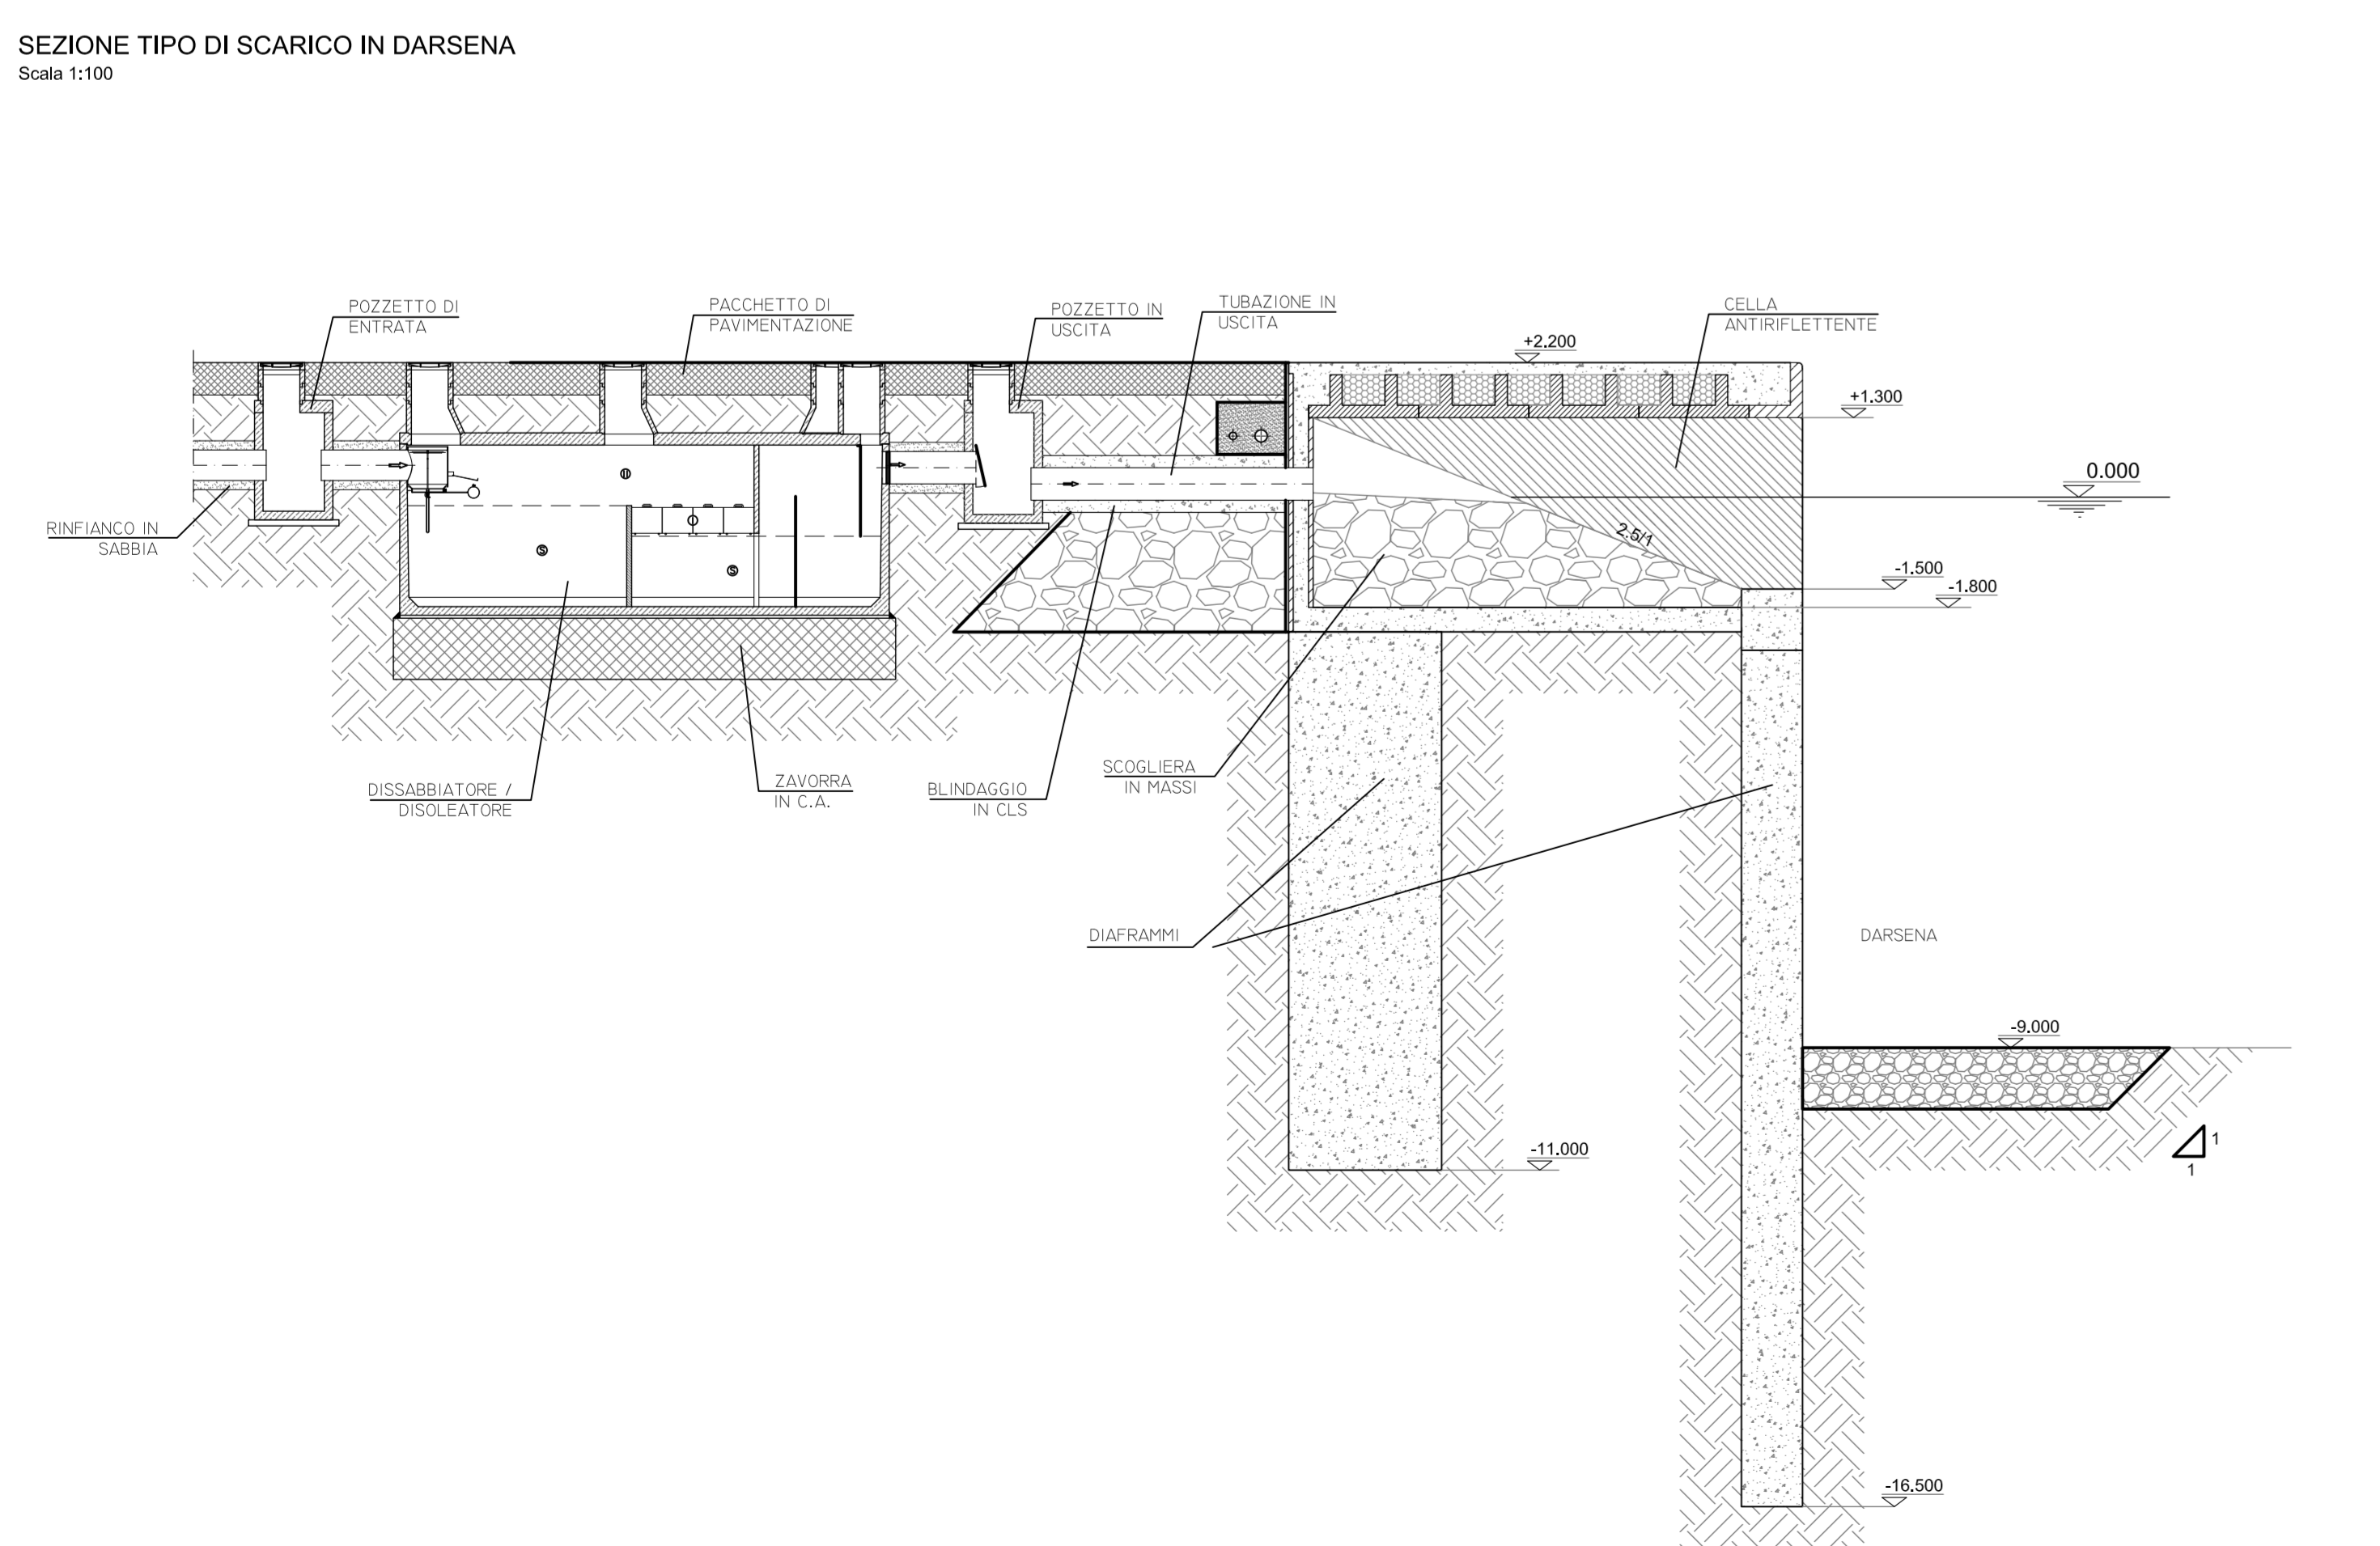 SEZIONE TIPO DI SCARICO IN DARSENA
Scala 1:100
POZZETTO DI
ENTRATA
PACCHETTO DI
PAVIMENTAZIONE
POZZETTO IN
USCITA
TUBAZIONE IN
USCITA
CELLA
ANTIRIFLETTENTE
+2.200
+1.300
0.000
RINFIANCO IN
SABBIA
2.5/1
-1.500
-1.800
S
S
DISSABBIATORE /
DISOLEATORE
ZAVORRA
IN C.A.
BLINDAGGIO
IN CLS
SCOGLIERA
IN MASSI
DIAFRAMMI
DARSENA
-9.000
1
1
-11.000
-16.500